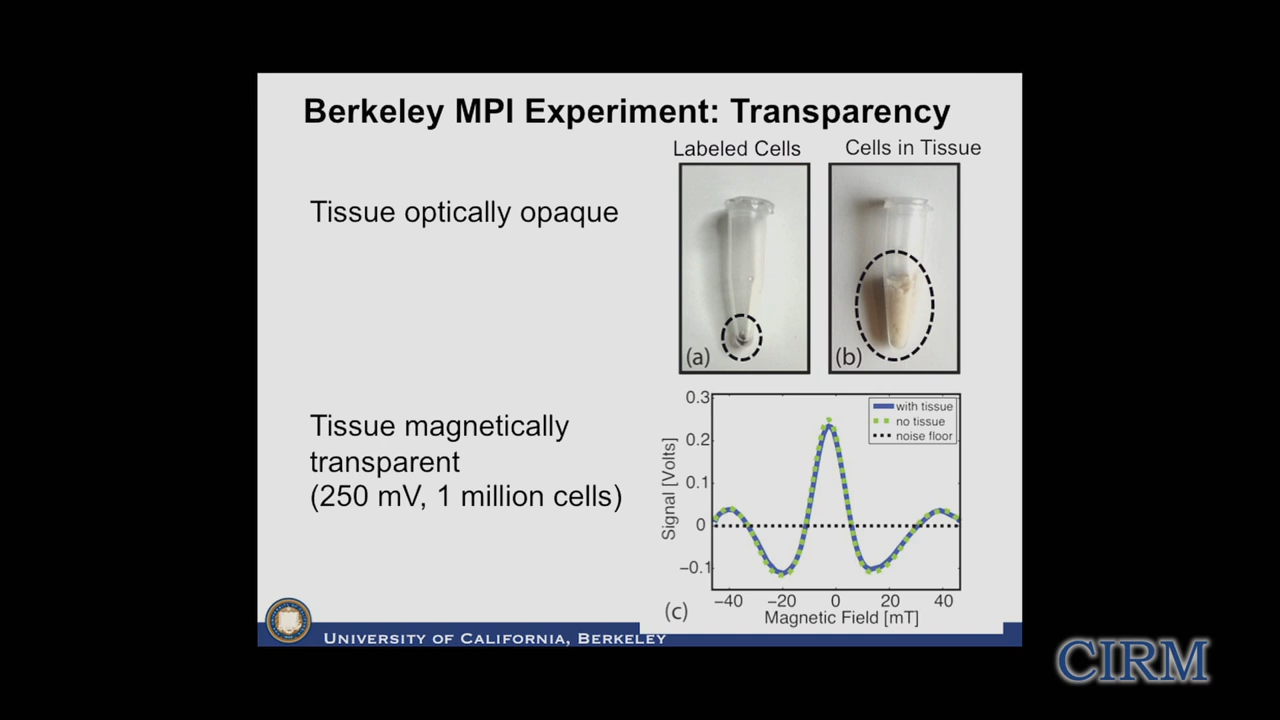 Berkeley MPI Experiment: Transparency
Labeled Cells
Cells in Tissue
Tissue optically opaque
(a)
(b)
Tissue magnetically
transparent
(250 mV, 1 million cells)
0.3
0.2
0.1
0
−0.1
Signal [Volts]
with tissue
no tissue
noise floor
−40
−20
0
20
40
Magnetic Field [mT]
(c)
UNIVERSITY OF CALIFORNIA, BERKELEY
CIRM